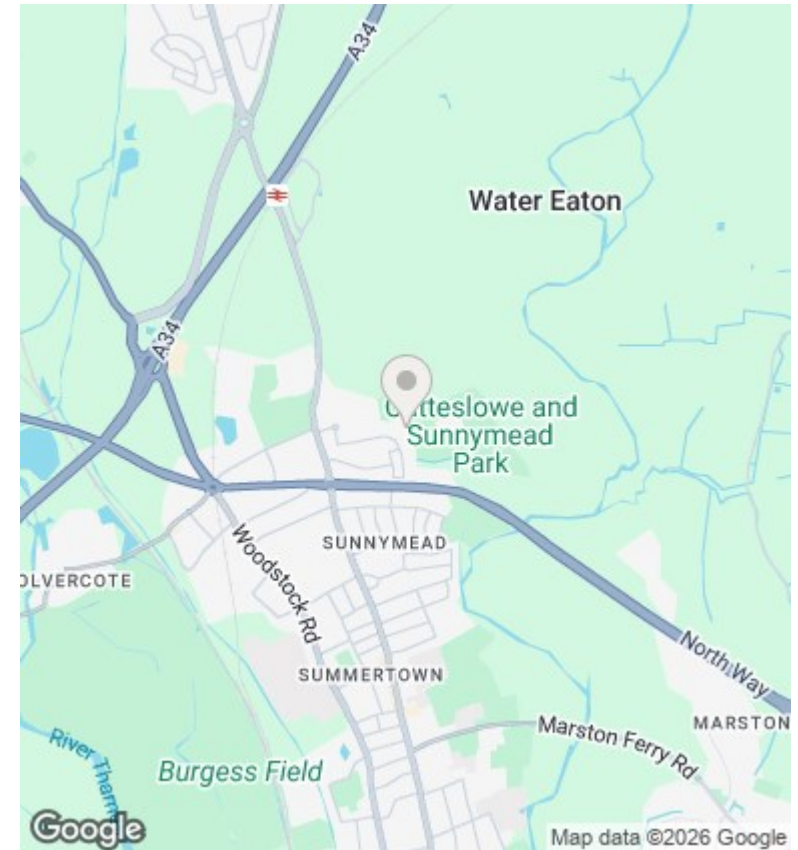 A34
Water Eaton
A34
Cutteslowe and
Sunnymead
Park
SUNNYMEAD
OLVERCOTE
Woodstock Rd
North Way
SUMMERTOWN
MARSTON
Marston Ferry Rd
River Tham
Burgess Field
Google
Map data ©2026 Google